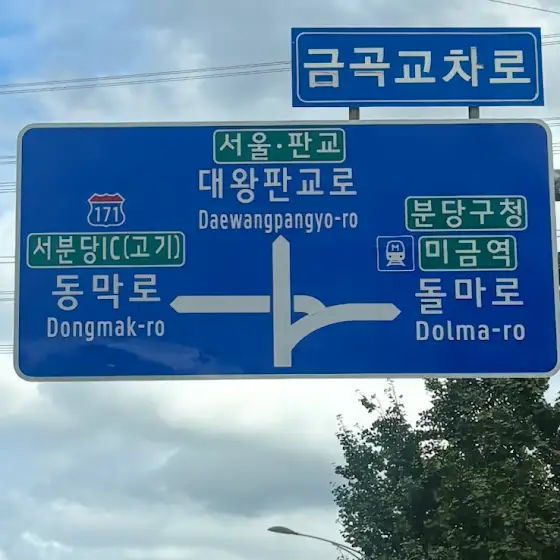 금곡교차로
서울·판교
대왕판교로
Daewangpangyo-ro
171
서분당IC(고기)
동막로
Dongmak-ro
분당구청
M
미금역
돌마로
Dolma-ro